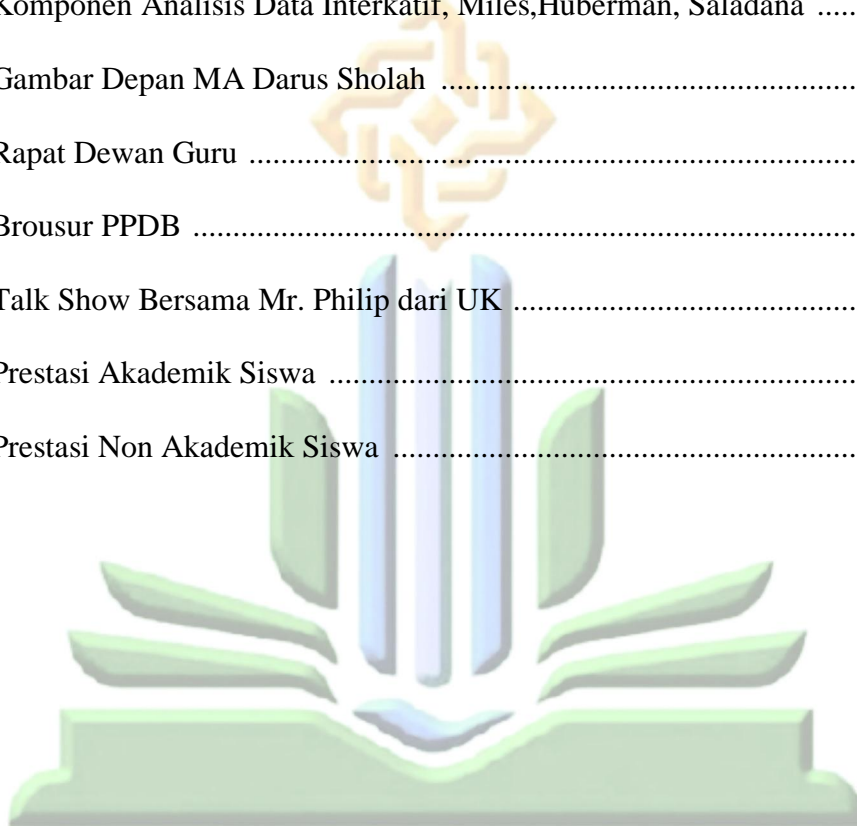 Komponen Analisis Data Interkatif, Miles,Huberman, Saladana .....
Gambar Depan MA Darus Sholah .....................................................
Rapat Dewan Guru .............................................................................
Brousur PPDB ....................................................................................
Talk Show Bersama Mr. Philip dari UK ............................................
Prestasi Akademik Siswa ...................................................................
Prestasi Non Akademik Siswa ...........................................................